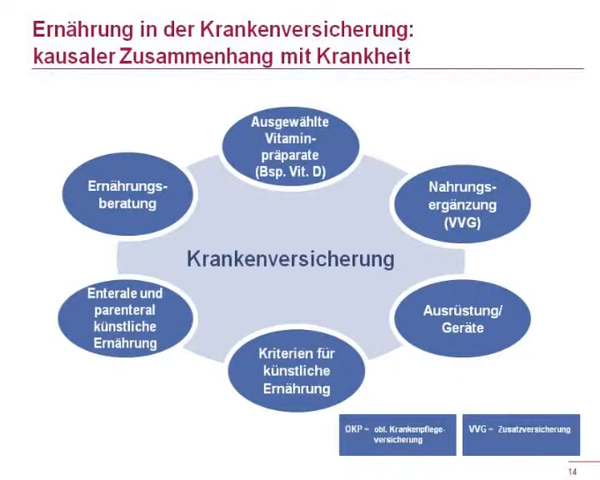 Ernährung in der Krankenversicherung:
kausaler Zusammenhang mit Krankheit
Ausgewählte
Vitamin-
präparate
(Bsp. Vit. D)
Ernährungs-
beratung
Nahrungs-
ergänzung
(VVG)
Krankenversicherung
Enterale und
parenteral
künstliche
Ernährung
Ausrüstung/
Geräte
Kriterien für
künstliche
Ernährung
OKP – obl. Krankenpflege-
versicherung
VVG – Zusatzversicherung
14